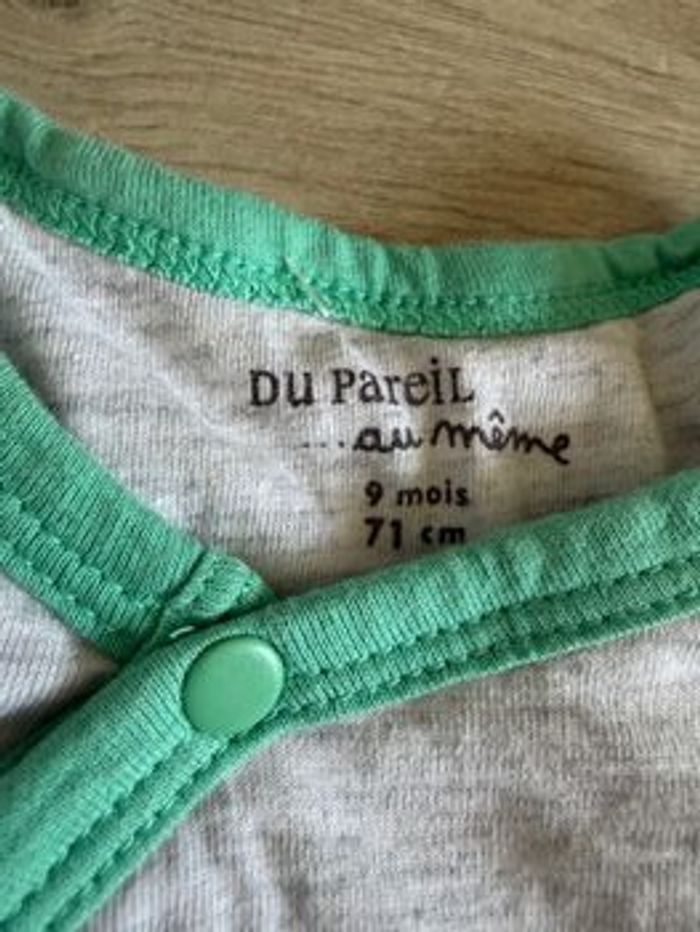 Du PareiL
...au même
9 mois
71 cm